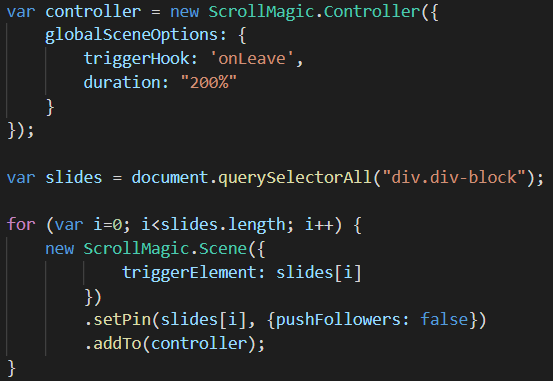 var controller = new ScrollMagic.Controller({
    globalSceneOptions: {
        triggerHook: 'onLeave',
        duration: "200%"
    }
});

var slides = document.querySelectorAll("div.div-block");

for (var i=0; i<slides.length; i++) {
    new ScrollMagic.Scene({
            triggerElement: slides[i]
        })
        .setPin(slides[i], {pushFollowers: false})
        .addTo(controller);
}